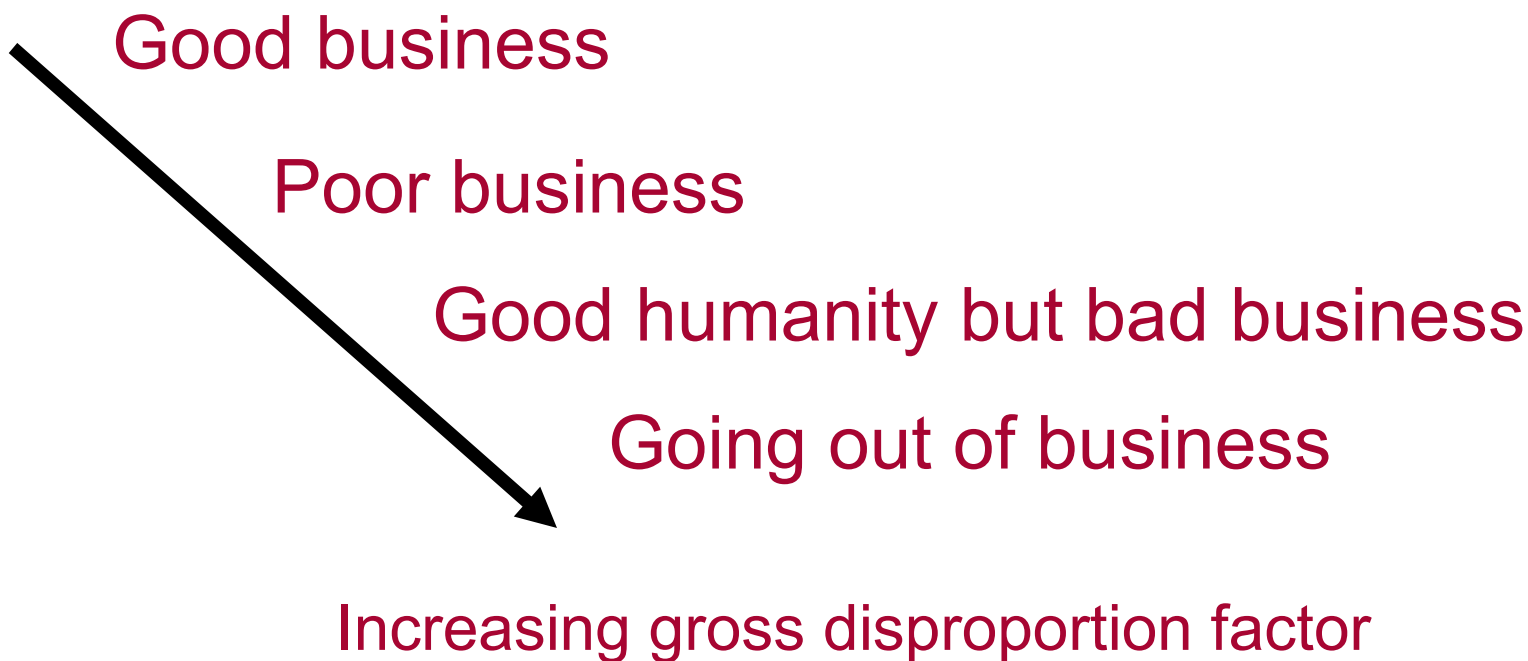 Good business
Poor business
Good humanity but bad business
Going out of business
Increasing gross disproportion factor